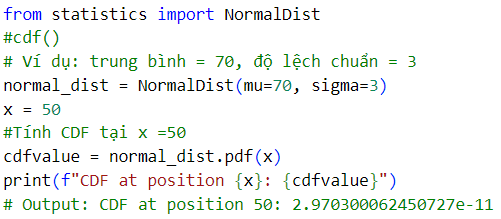 from statistics import NormalDist
#cdf()
# Ví dụ: trung bình = 70, độ lệch chuẩn = 3
normal_dist = NormalDist(mu=70, sigma=3)
x = 50
#Tính CDF tại x =50
cdfvalue = normal_dist.pdf(x)
print(f"CDF at position {x}: {cdfvalue}")
# Output: CDF at position 50: 2.970300062450727e-11